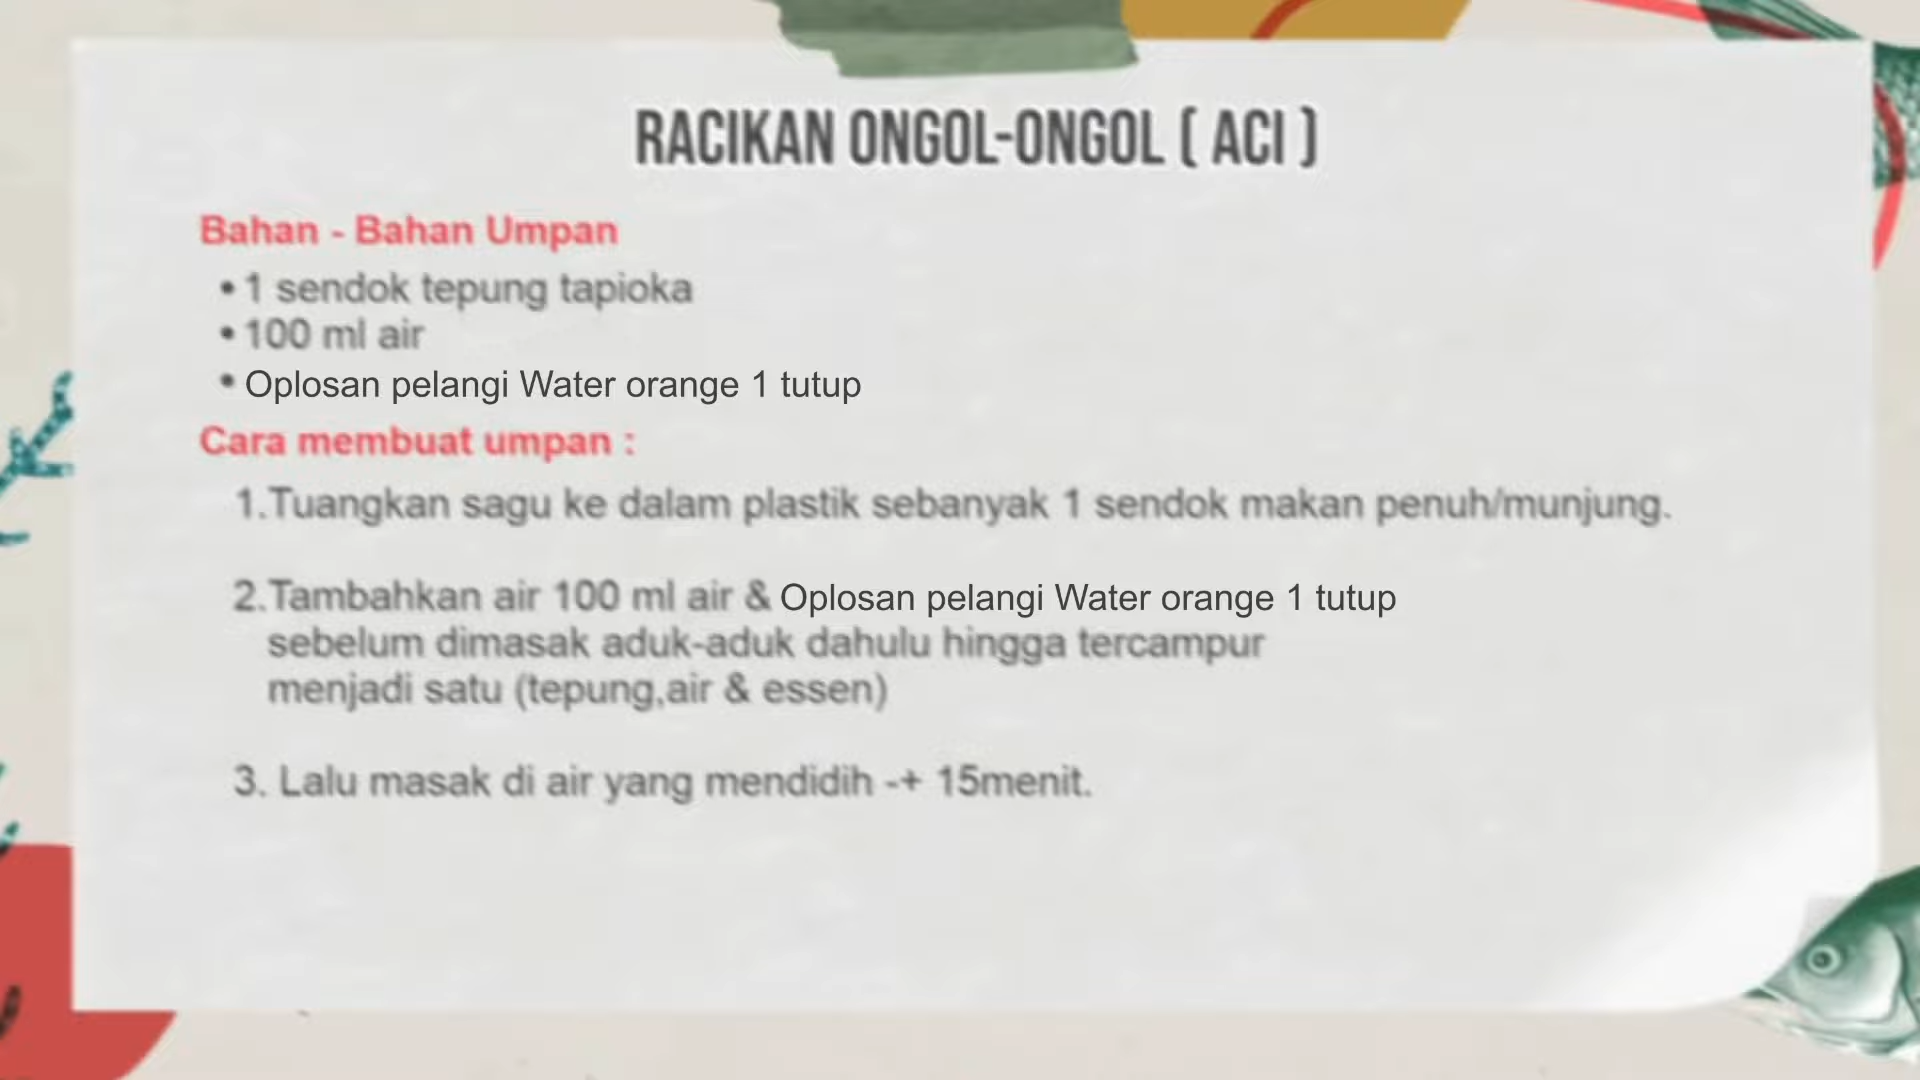 RACIKAN ONGOL-ONGOL ( ACI )
Bahan - Bahan Umpan
• 1 sendok tepung tapioka
• 100 ml air
• Oplosan pelangi Water orange 1 tutup
Cara membuat umpan :
1.Tuangkan sagu ke dalam plastik sebanyak 1 sendok makan penuh/munjung.
2.Tambahkan air 100 ml air & Oplosan pelangi Water orange 1 tutup
sebelum dimasak aduk-aduk dahulu hingga tercampur
menjadi satu (tepung,air & essen)
3. Lalu masak di air yang mendidih -+ 15menit.